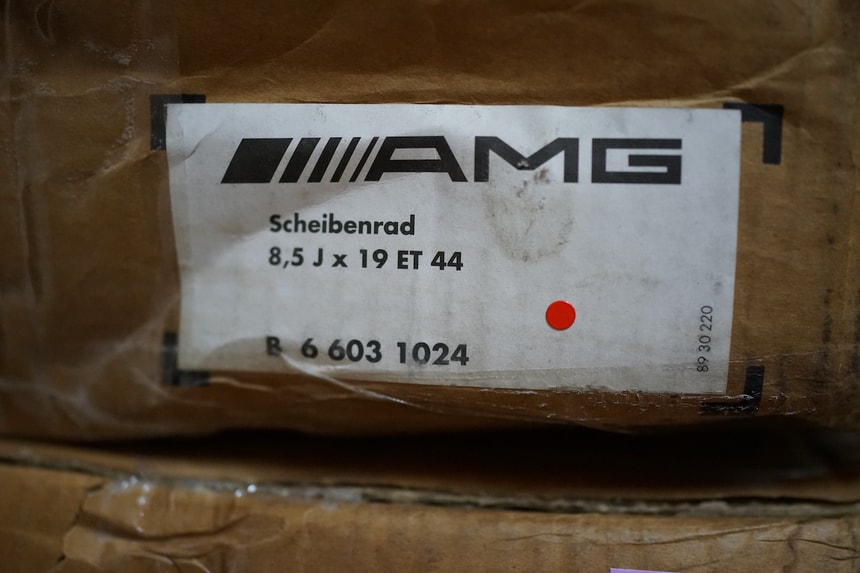 AMG
Scheibenrad
8,5 J x 19 ET 44
B 6 603 1024
89 30 220